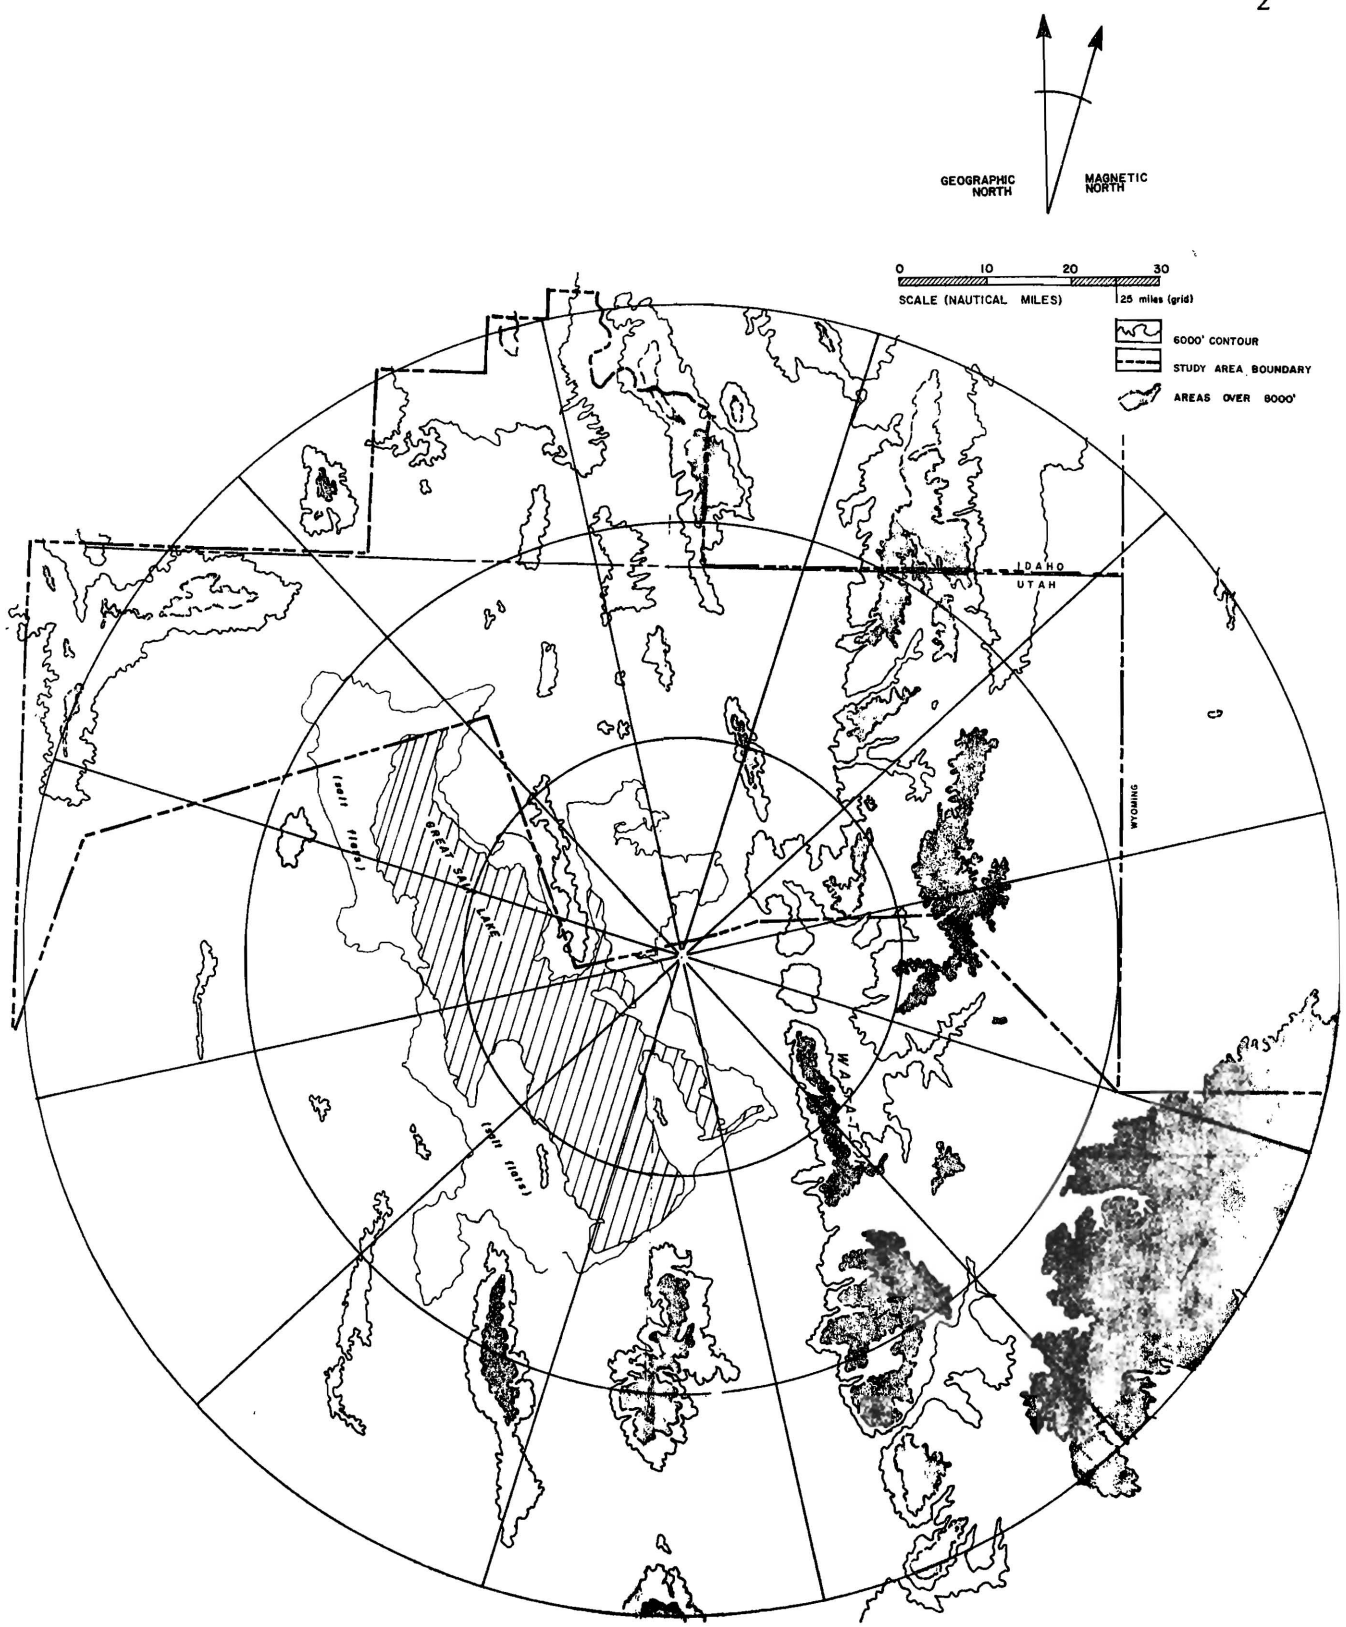 2
GEOGRAPHIC
NORTH
MAGNETIC
NORTH
0 10 20 30
SCALE (NAUTICAL MILES)
25 miles (grid)
6000' CONTOUR
STUDY AREA BOUNDARY
AREAS OVER 8000'
IDAHO
UTAH
WYOMING
(salt flats)
GREAT SALT LAKE
WASATCH
(salt flats)